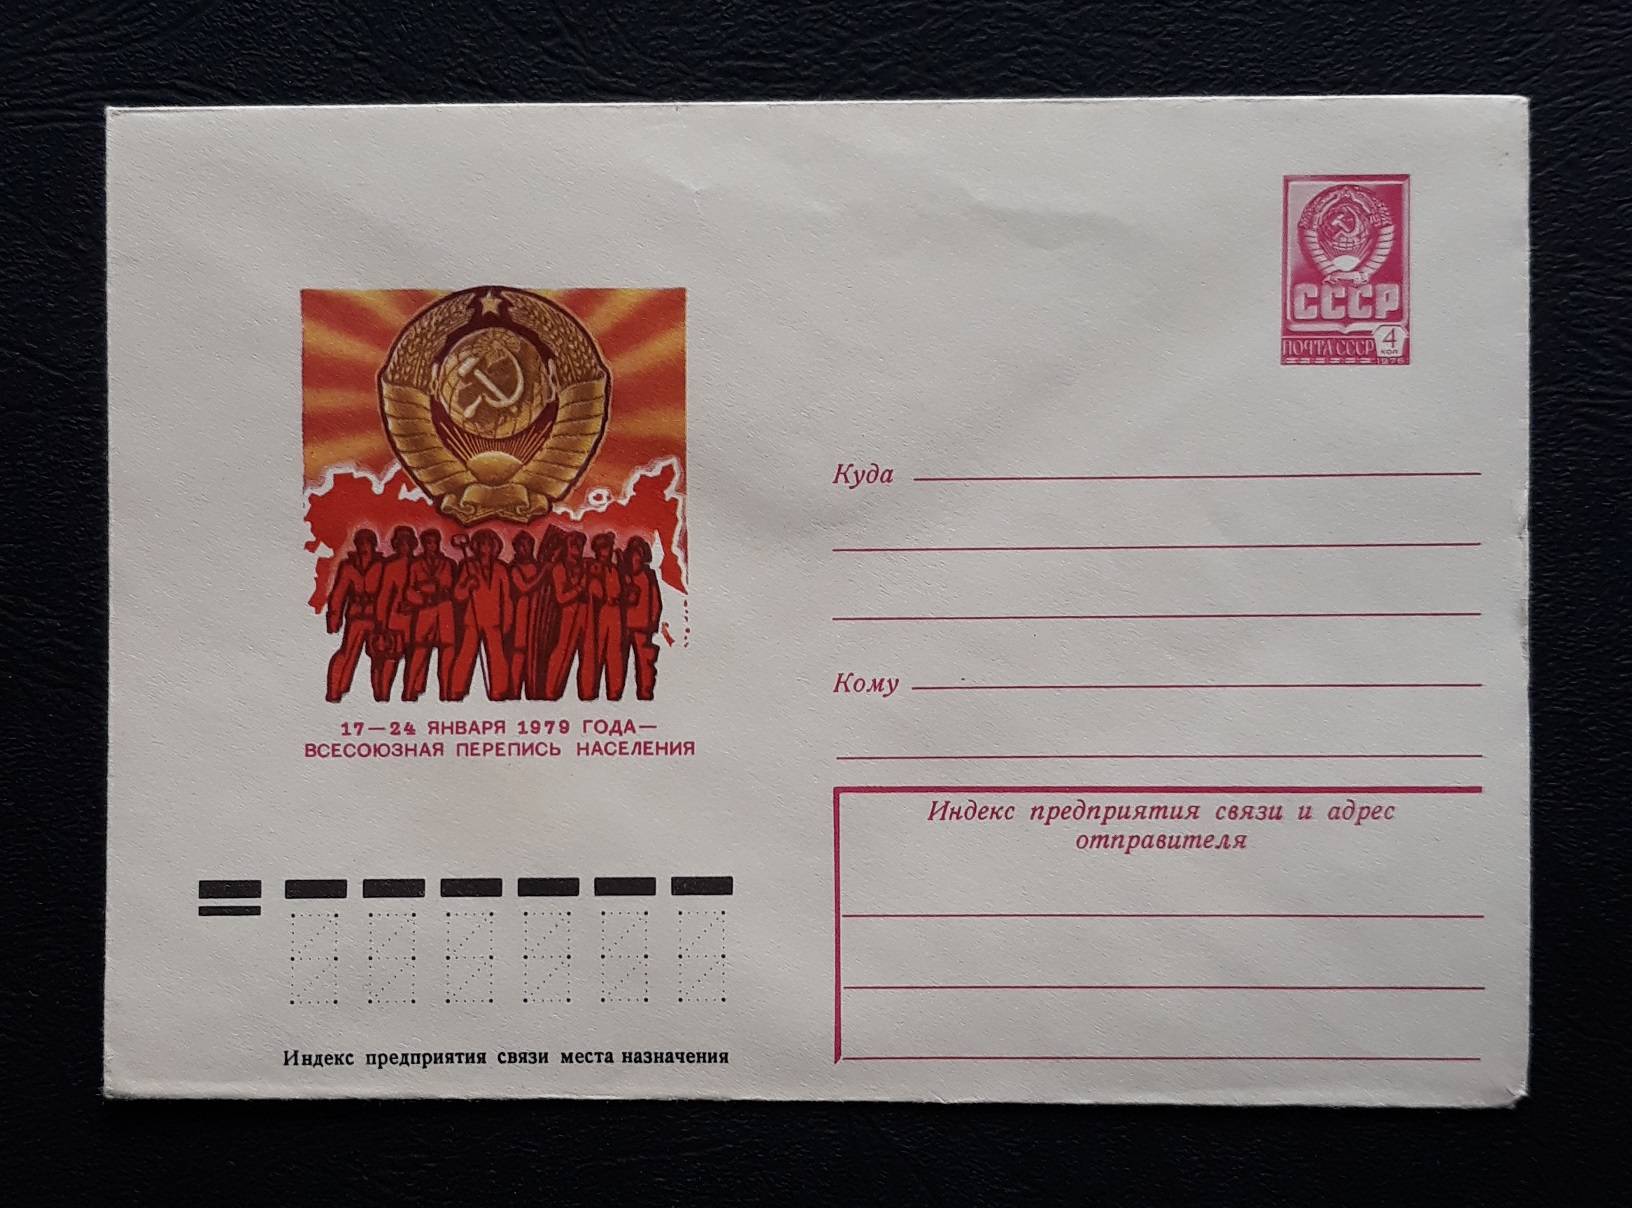 СССР
ПОЧТА СССР 4
КОП
1976
Куда
Кому
17—24 ЯНВАРЯ 1979 ГОДА—
ВСЕСОЮЗНАЯ ПЕРЕПИСЬ НАСЕЛЕНИЯ
Индекс предприятия связи и адрес
отправителя
Индекс предприятия связи места назначения